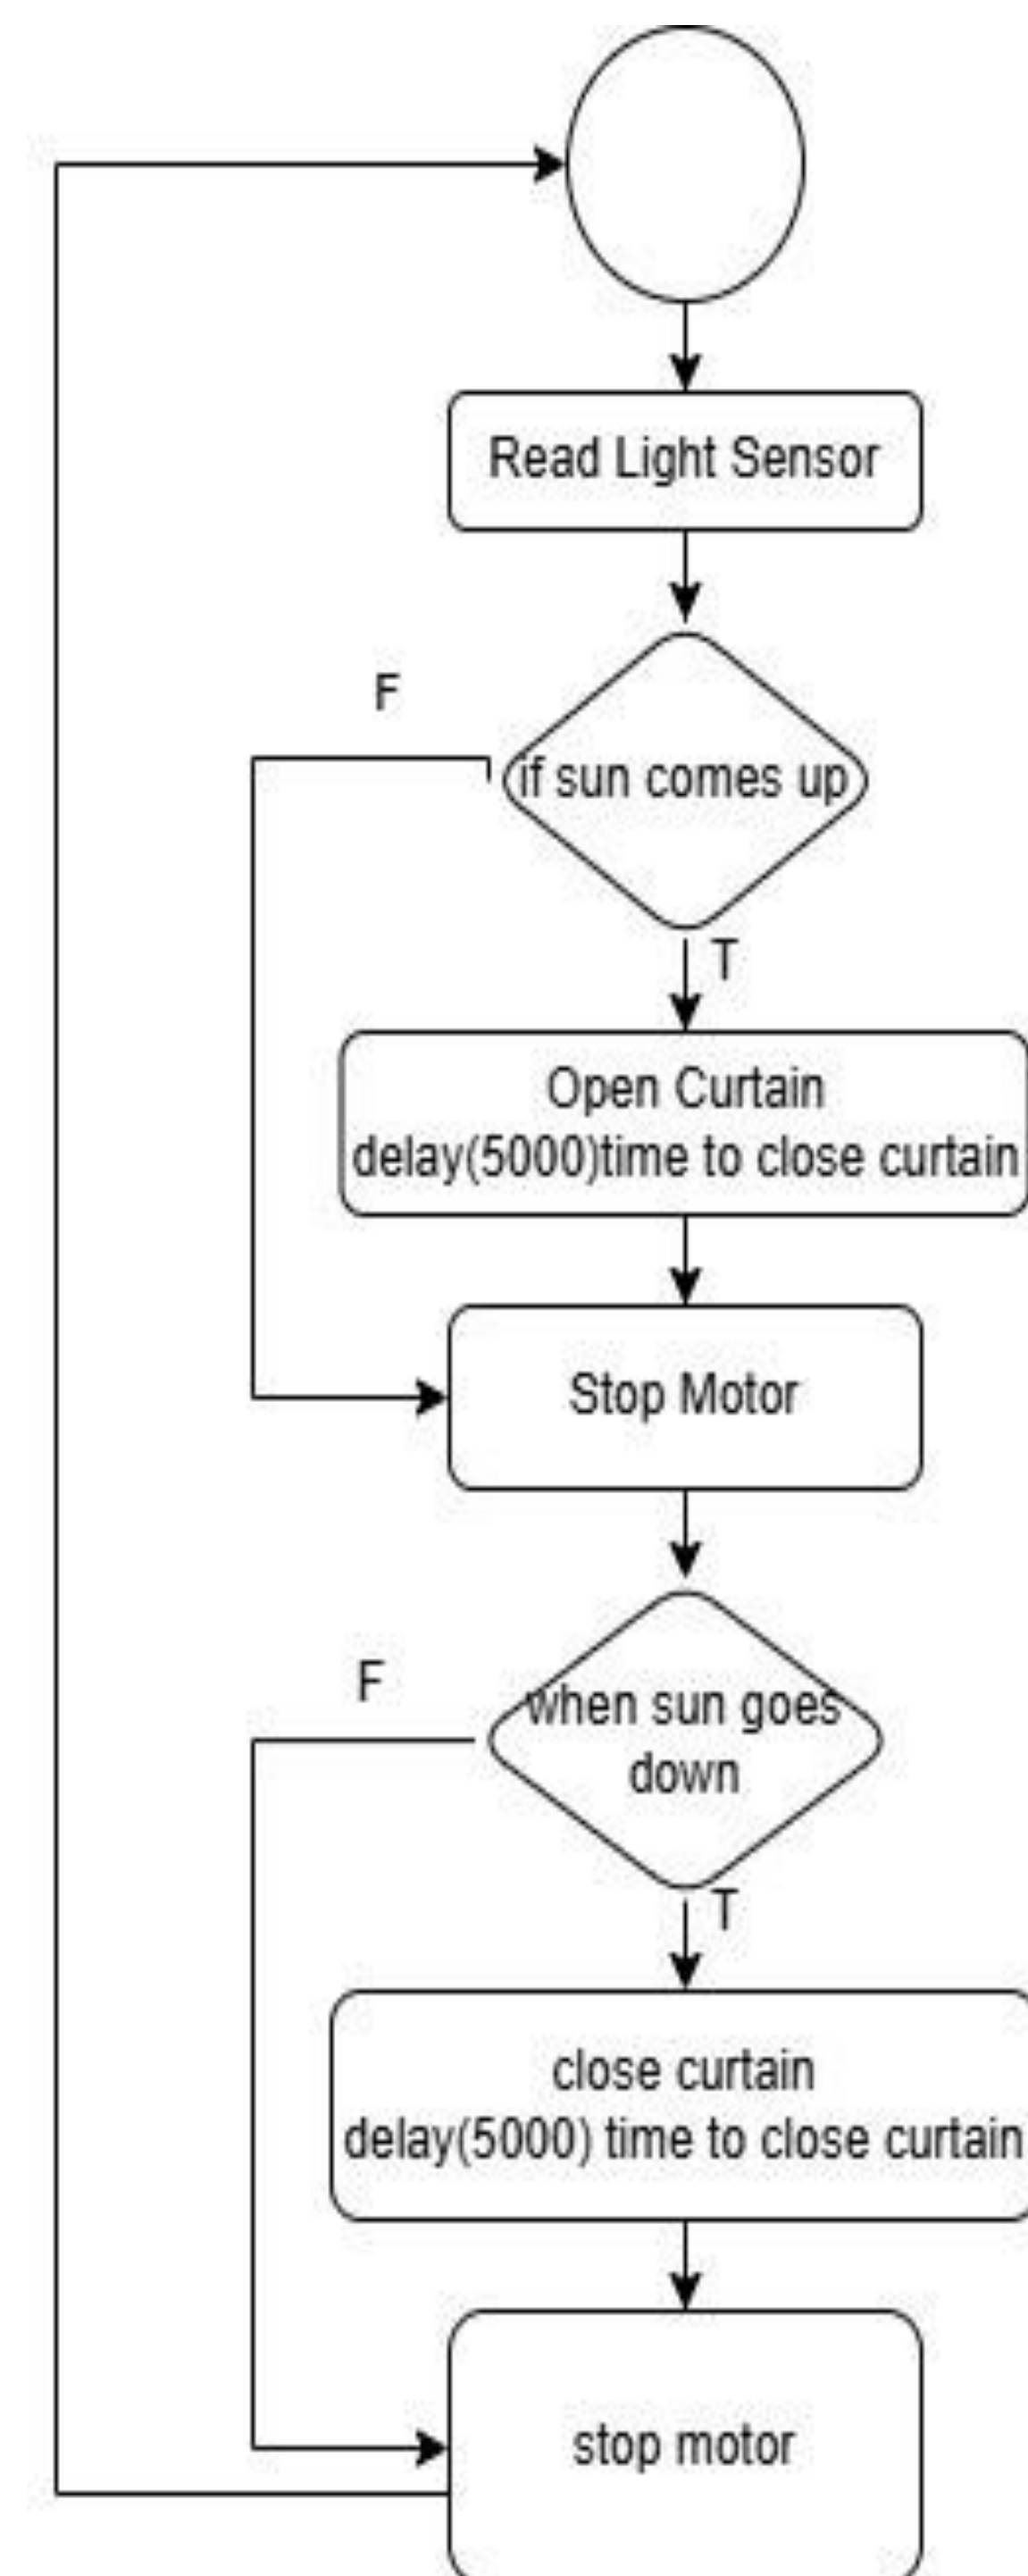 Read Light Sensor
F
if sun comes up
T
Open Curtain
delay(5000)time to close curtain
Stop Motor
F
when sun goes
down
T
close curtain
delay(5000) time to close curtain
stop motor